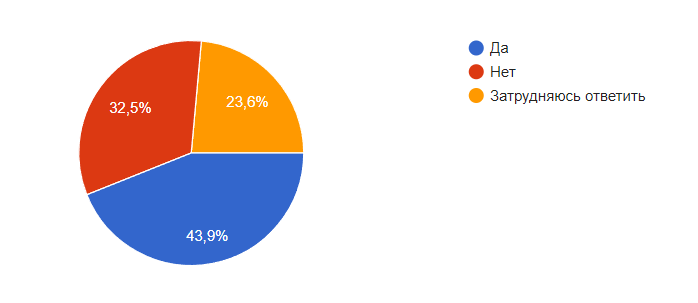 Да
Нет
Затрудняюсь ответить
32,5%
23,6%
43,9%